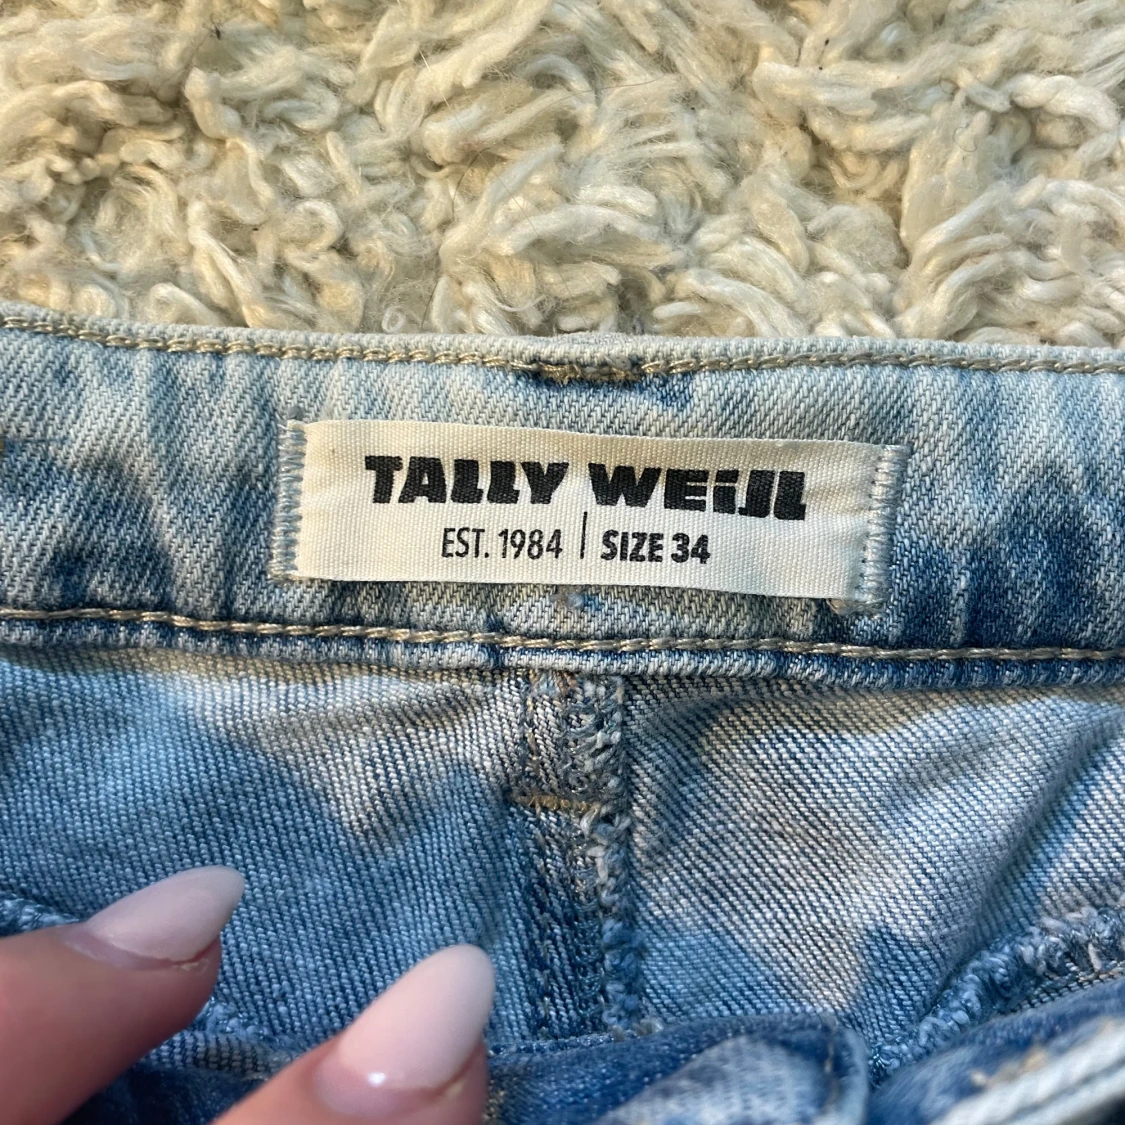 TALLY WEiJL
EST. 1984 | SIZE 34